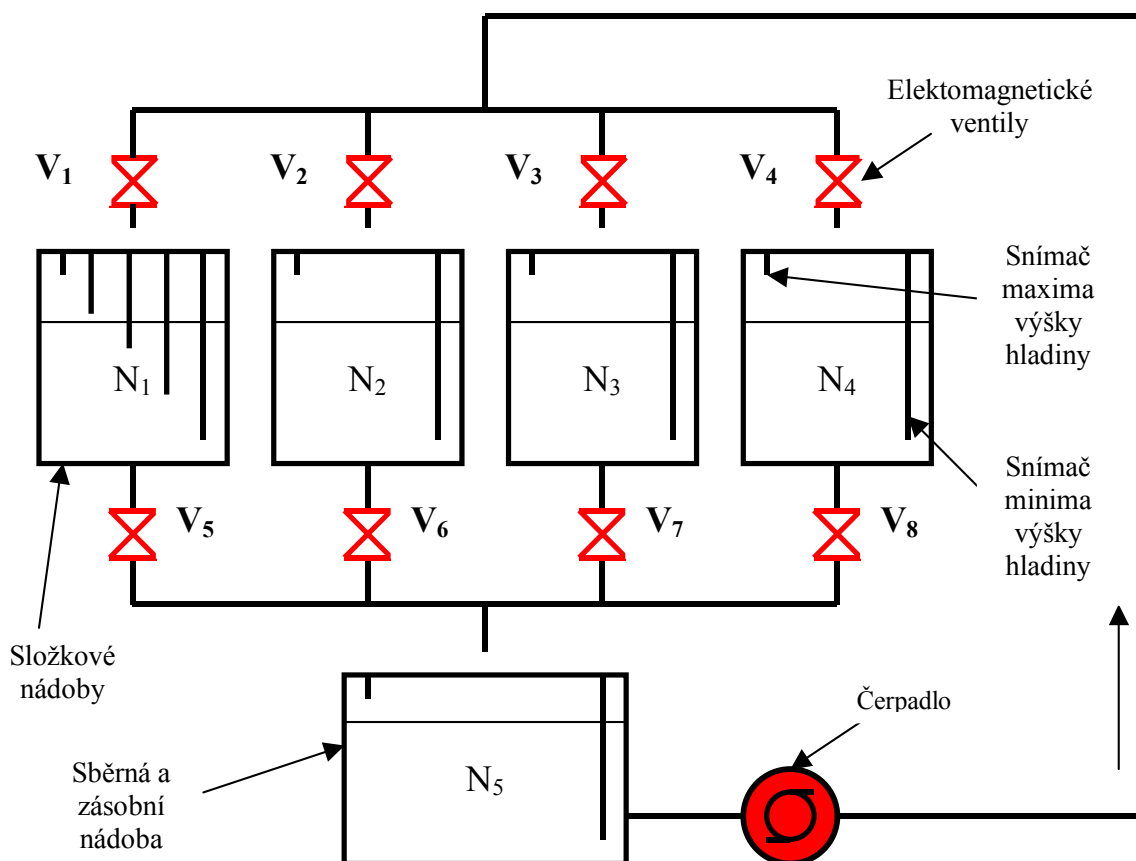 Elektomagnetické
ventily
V1
V2
V3
V4
Snímač
maxima
výšky
hladiny
N1
N2
N3
N4
Snímač
minima
výšky
hladiny
V5
V6
V7
V8
Složkové
nádoby
Čerpadlo
Sběrná a
zásobní
nádoba
N5